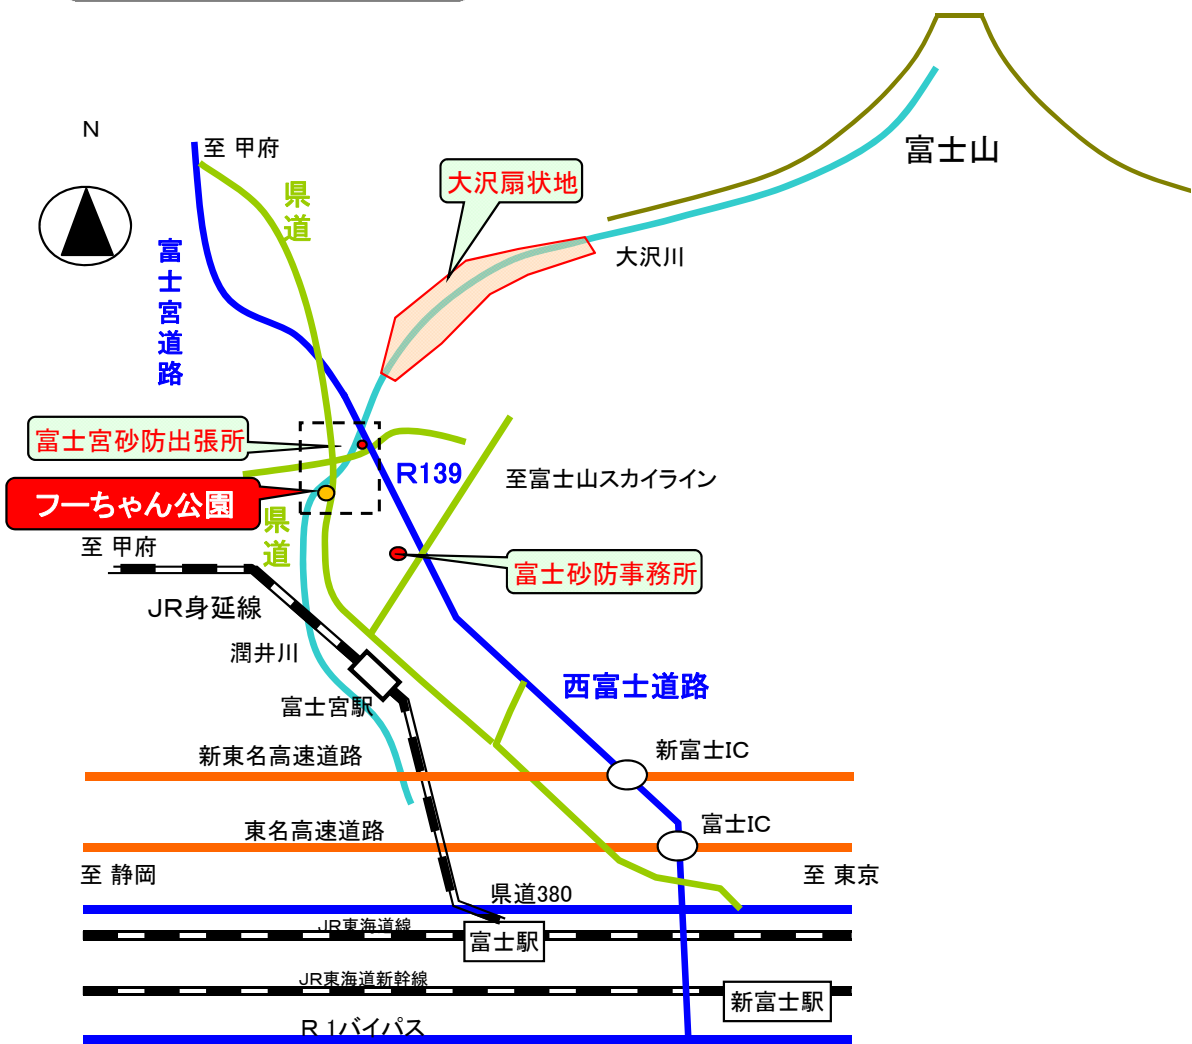 N
至 甲府
富士山
大沢扇状地
県道
富士宮道路
大沢川
富士宮砂防出張所
R139
至富士山スカイライン
フーちゃん公園
県道
至 甲府
富士砂防事務所
JR身延線
潤井川
西富士道路
富士宮駅
新東名高速道路
新富士IC
東名高速道路
富士IC
至 静岡
至 東京
県道380
JR東海道線
富士駅
JR東海道新幹線
新富士駅
R 1バイパス